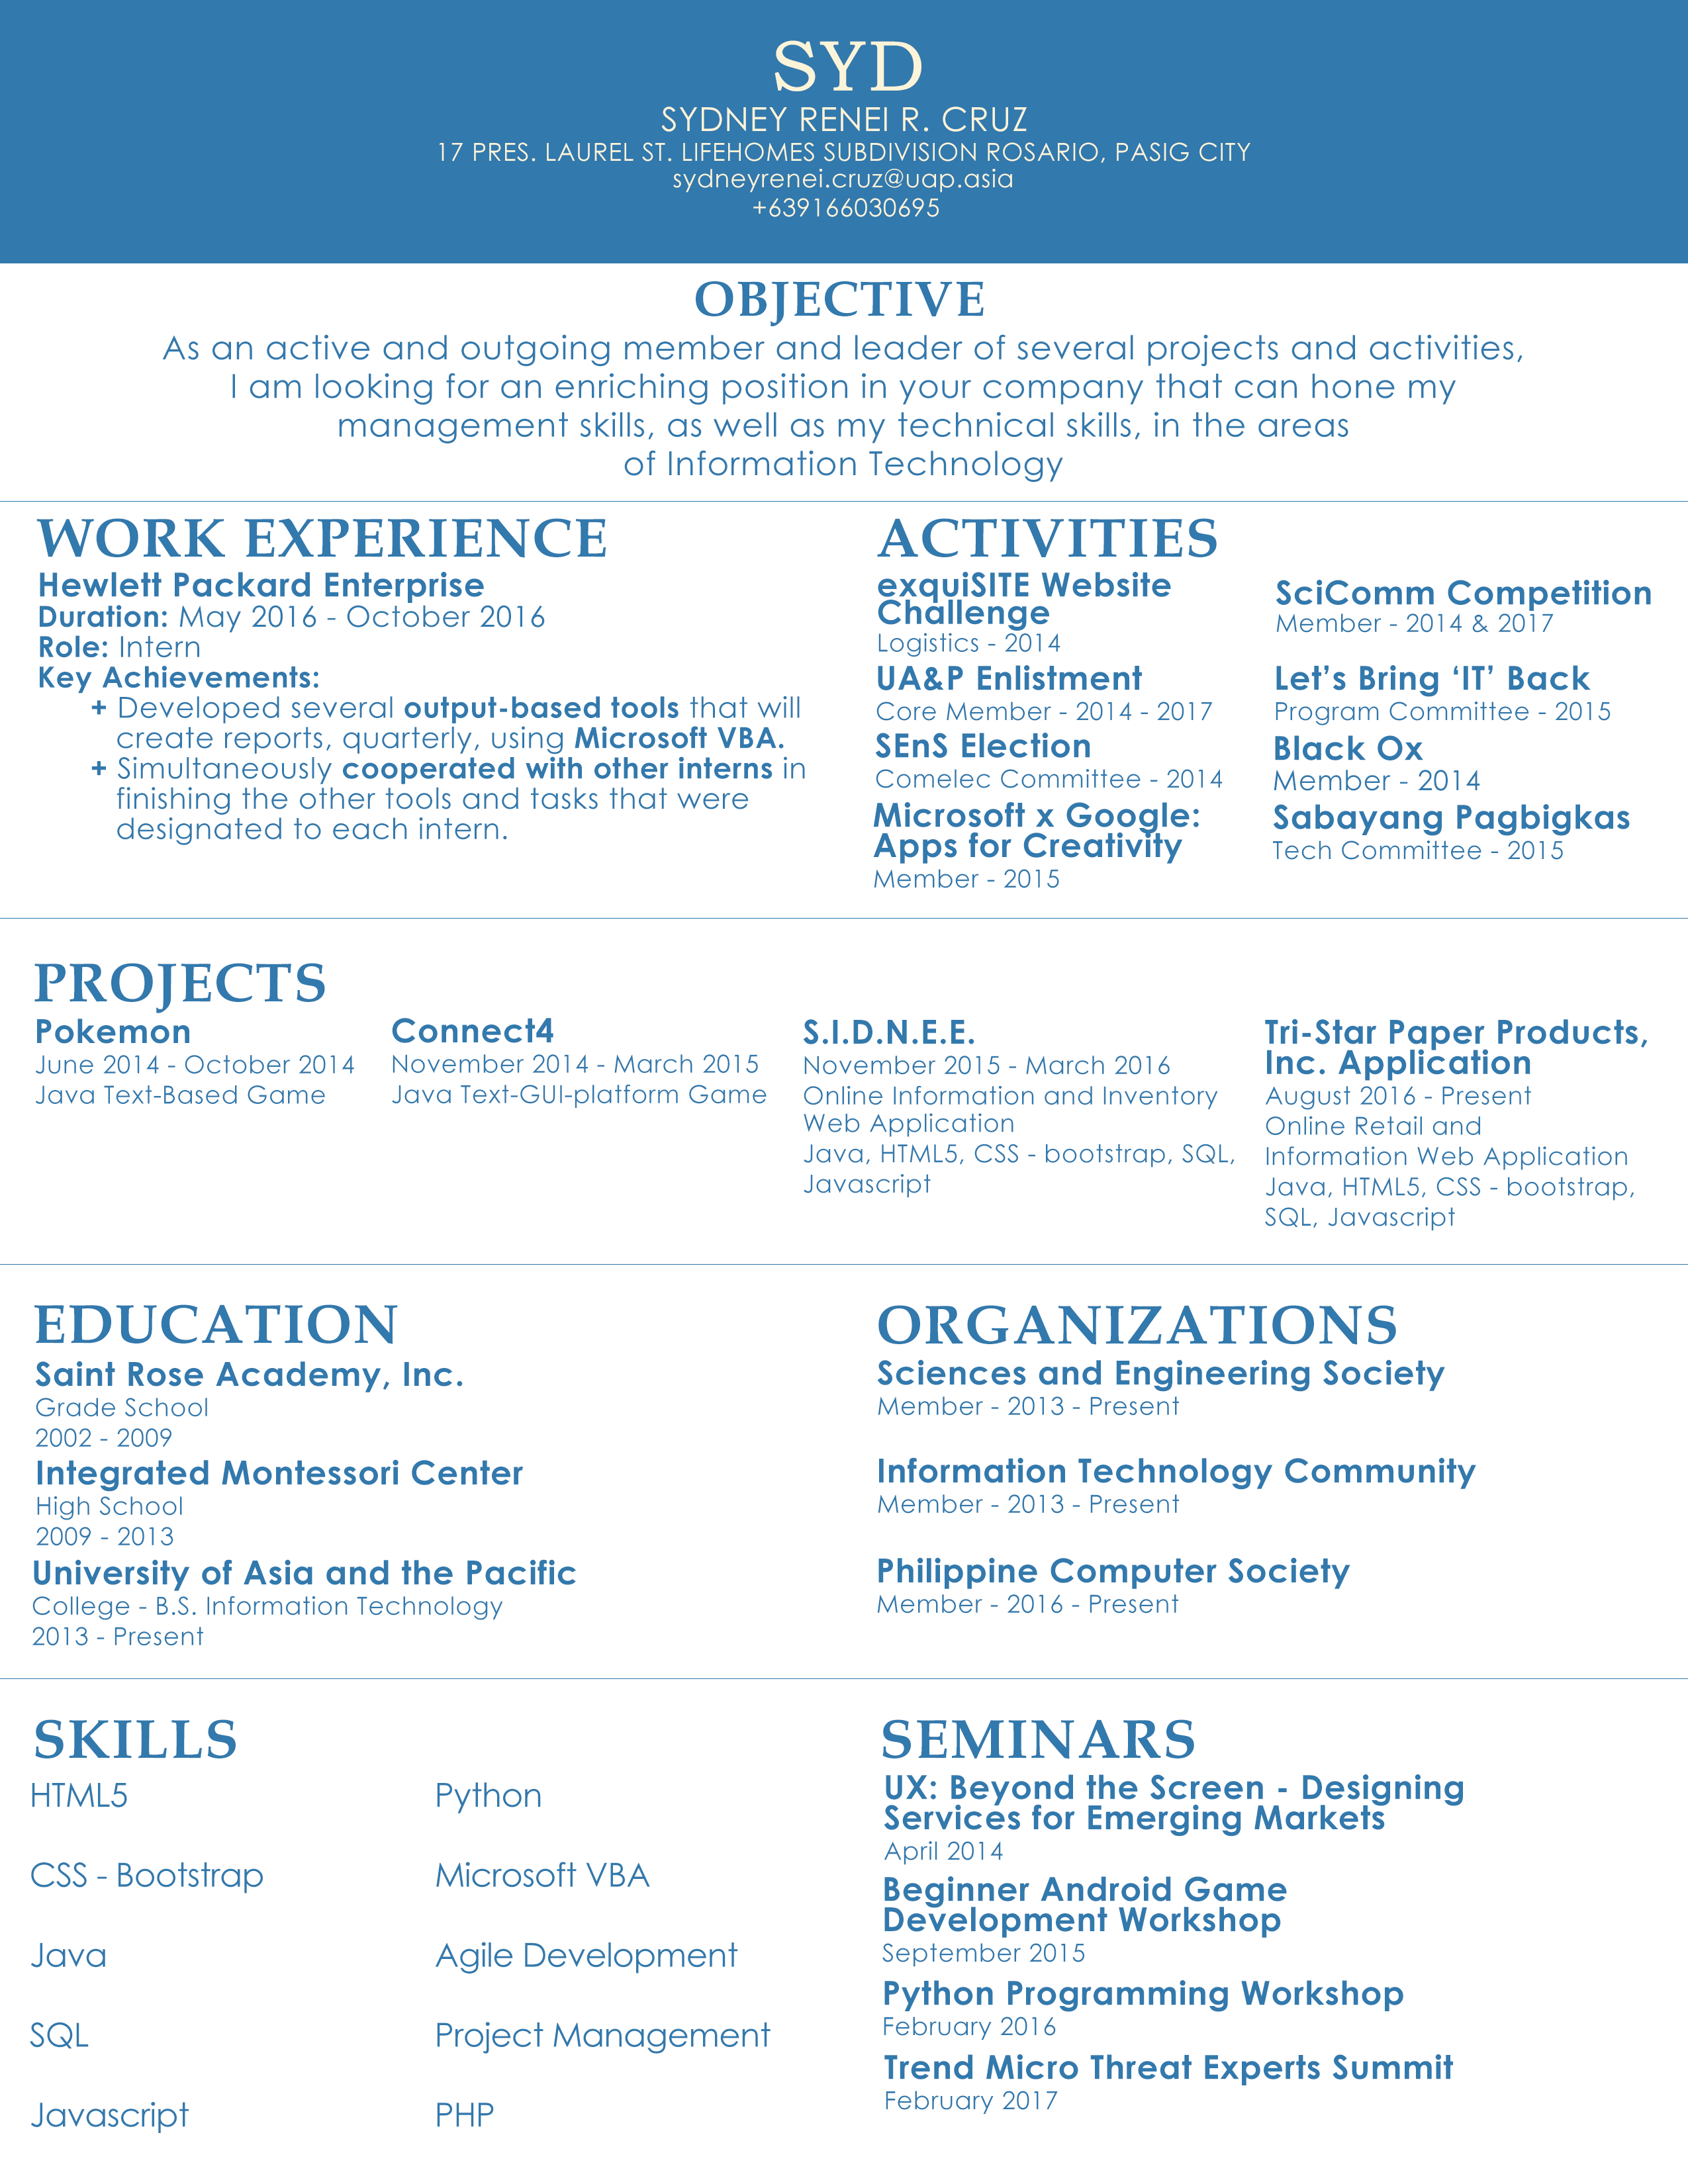 SYD
SYDNEY RENEI R. CRUZ
17 PRES. LAUREL ST. LIFEHOMES SUBDIVISION ROSARIO, PASIG CITY
sydneyrenei.cruz@uap.asia
+639166030695
OBJECTIVE
As an active and outgoing member and leader of several projects and activities,
I am looking for an enriching position in your company that can hone my
management skills, as well as my technical skills, in the areas
of Information Technology
WORK EXPERIENCE
Hewlett Packard Enterprise
Duration: May 2016 - October 2016
Role: Intern
Key Achievements:
+ Developed several output-based tools that will
create reports, quarterly, using Microsoft VBA.
+ Simultaneously cooperated with other interns in
finishing the other tools and tasks that were
designated to each intern.
ACTIVITIES
exquiSITE Website
Challenge
Logistics - 2014
UA&P Enlistment
Core Member - 2014 - 2017
SEnS Election
Comelec Committee - 2014
Microsoft x Google:
Apps for Creativity
Member - 2015
SciComm Competition
Member - 2014 & 2017
Let's Bring 'IT' Back
Program Committee - 2015
Black Ox
Member - 2014
Sabayang Pagbigkas
Tech Committee - 2015
PROJECTS
Pokemon
June 2014 - October 2014
Java Text-Based Game
Connect4
November 2014 - March 2015
Java Text-GUI-platform Game
S.I.D.N.E.E.
November 2015 - March 2016
Online Information and Inventory
Web Application
Java, HTML5, CSS - bootstrap, SQL,
Javascript
Tri-Star Paper Products,
Inc. Application
August 2016 - Present
Online Retail and
Information Web Application
Java, HTML5, CSS - bootstrap,
SQL, Javascript
EDUCATION
Saint Rose Academy, Inc.
Grade School
2002 - 2009
Integrated Montessori Center
High School
2009 - 2013
University of Asia and the Pacific
College - B.S. Information Technology
2013 - Present
ORGANIZATIONS
Sciences and Engineering Society
Member - 2013 - Present
Information Technology Community
Member - 2013 - Present
Philippine Computer Society
Member - 2016 - Present
SKILLS
HTML5
CSS - Bootstrap
Java
SQL
Javascript
Python
Microsoft VBA
Agile Development
Project Management
PHP
SEMINARS
UX: Beyond the Screen - Designing
Services for Emerging Markets
April 2014
Beginner Android Game
Development Workshop
September 2015
Python Programming Workshop
February 2016
Trend Micro Threat Experts Summit
February 2017